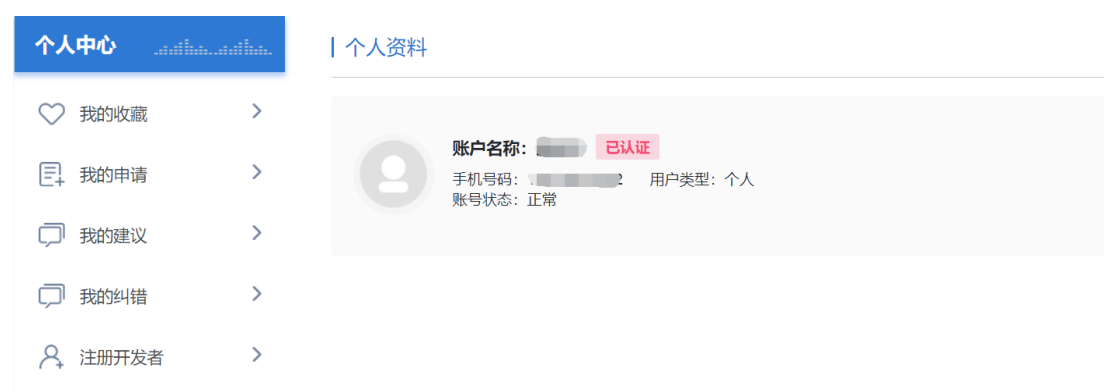 个人中心
我的收藏
我的申请
我的建议
我的纠错
注册开发者
个人资料
账户名称： 已认证
手机号码： 用户类型：个人
账号状态：正常